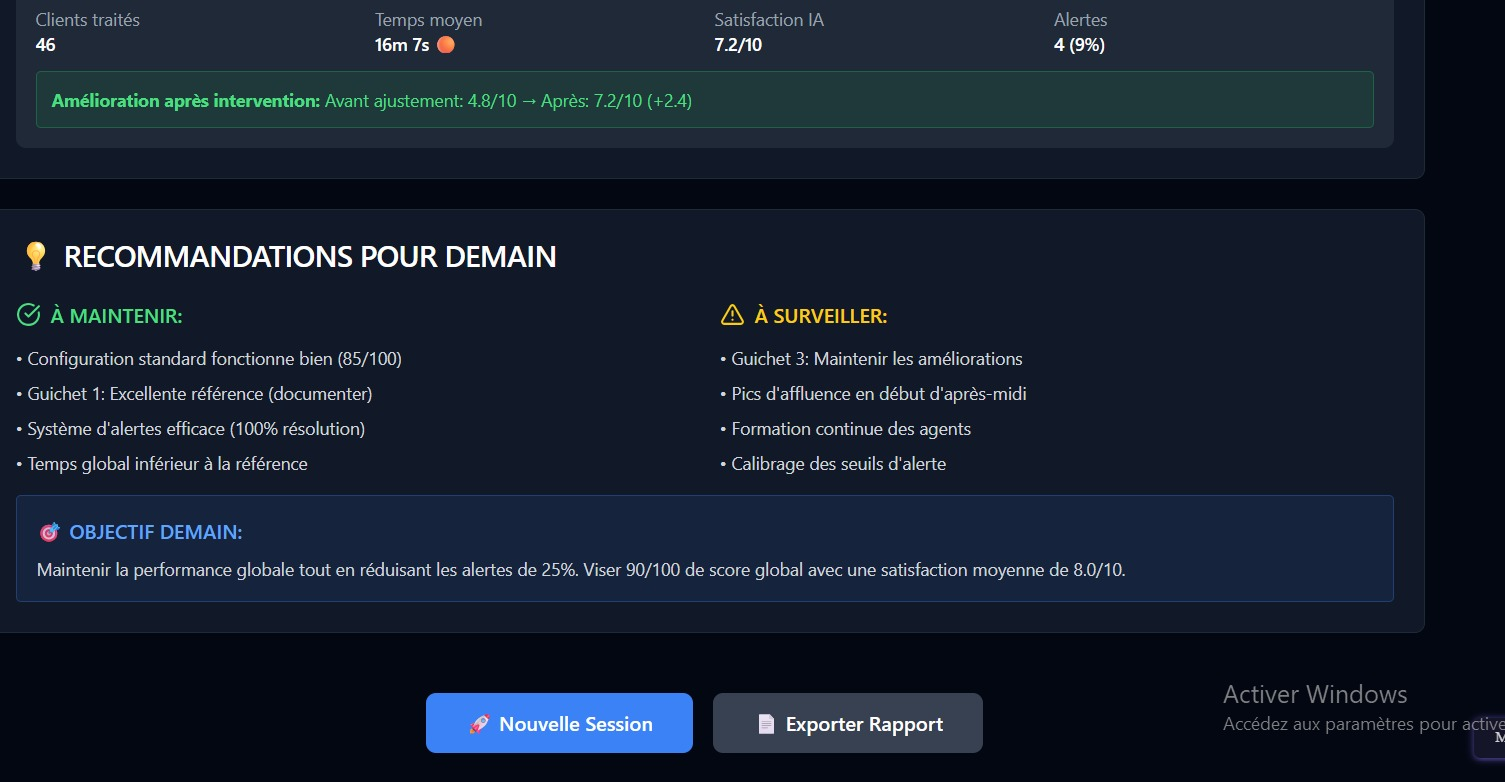 Clients traités
46
Temps moyen
16m 7s
Satisfaction IA
7.2/10
Alertes
4 (9%)
Amélioration après intervention: Avant ajustement: 4.8/10 → Après: 7.2/10 (+2.4)
RECOMMANDATIONS POUR DEMAIN
À MAINTENIR:
• Configuration standard fonctionne bien (85/100)
• Guichet 1: Excellente référence (documenter)
• Système d'alertes efficace (100% résolution)
• Temps global inférieur à la référence
À SURVEILLER:
• Guichet 3: Maintenir les améliorations
• Pics d'affluence en début d'après-midi
• Formation continue des agents
• Calibrage des seuils d'alerte
OBJECTIF DEMAIN:
Maintenir la performance globale tout en réduisant les alertes de 25%. Viser 90/100 de score global avec une satisfaction moyenne de 8.0/10.
Nouvelle Session
Exporter Rapport
Activer Windows
Accédez aux paramètres pour active